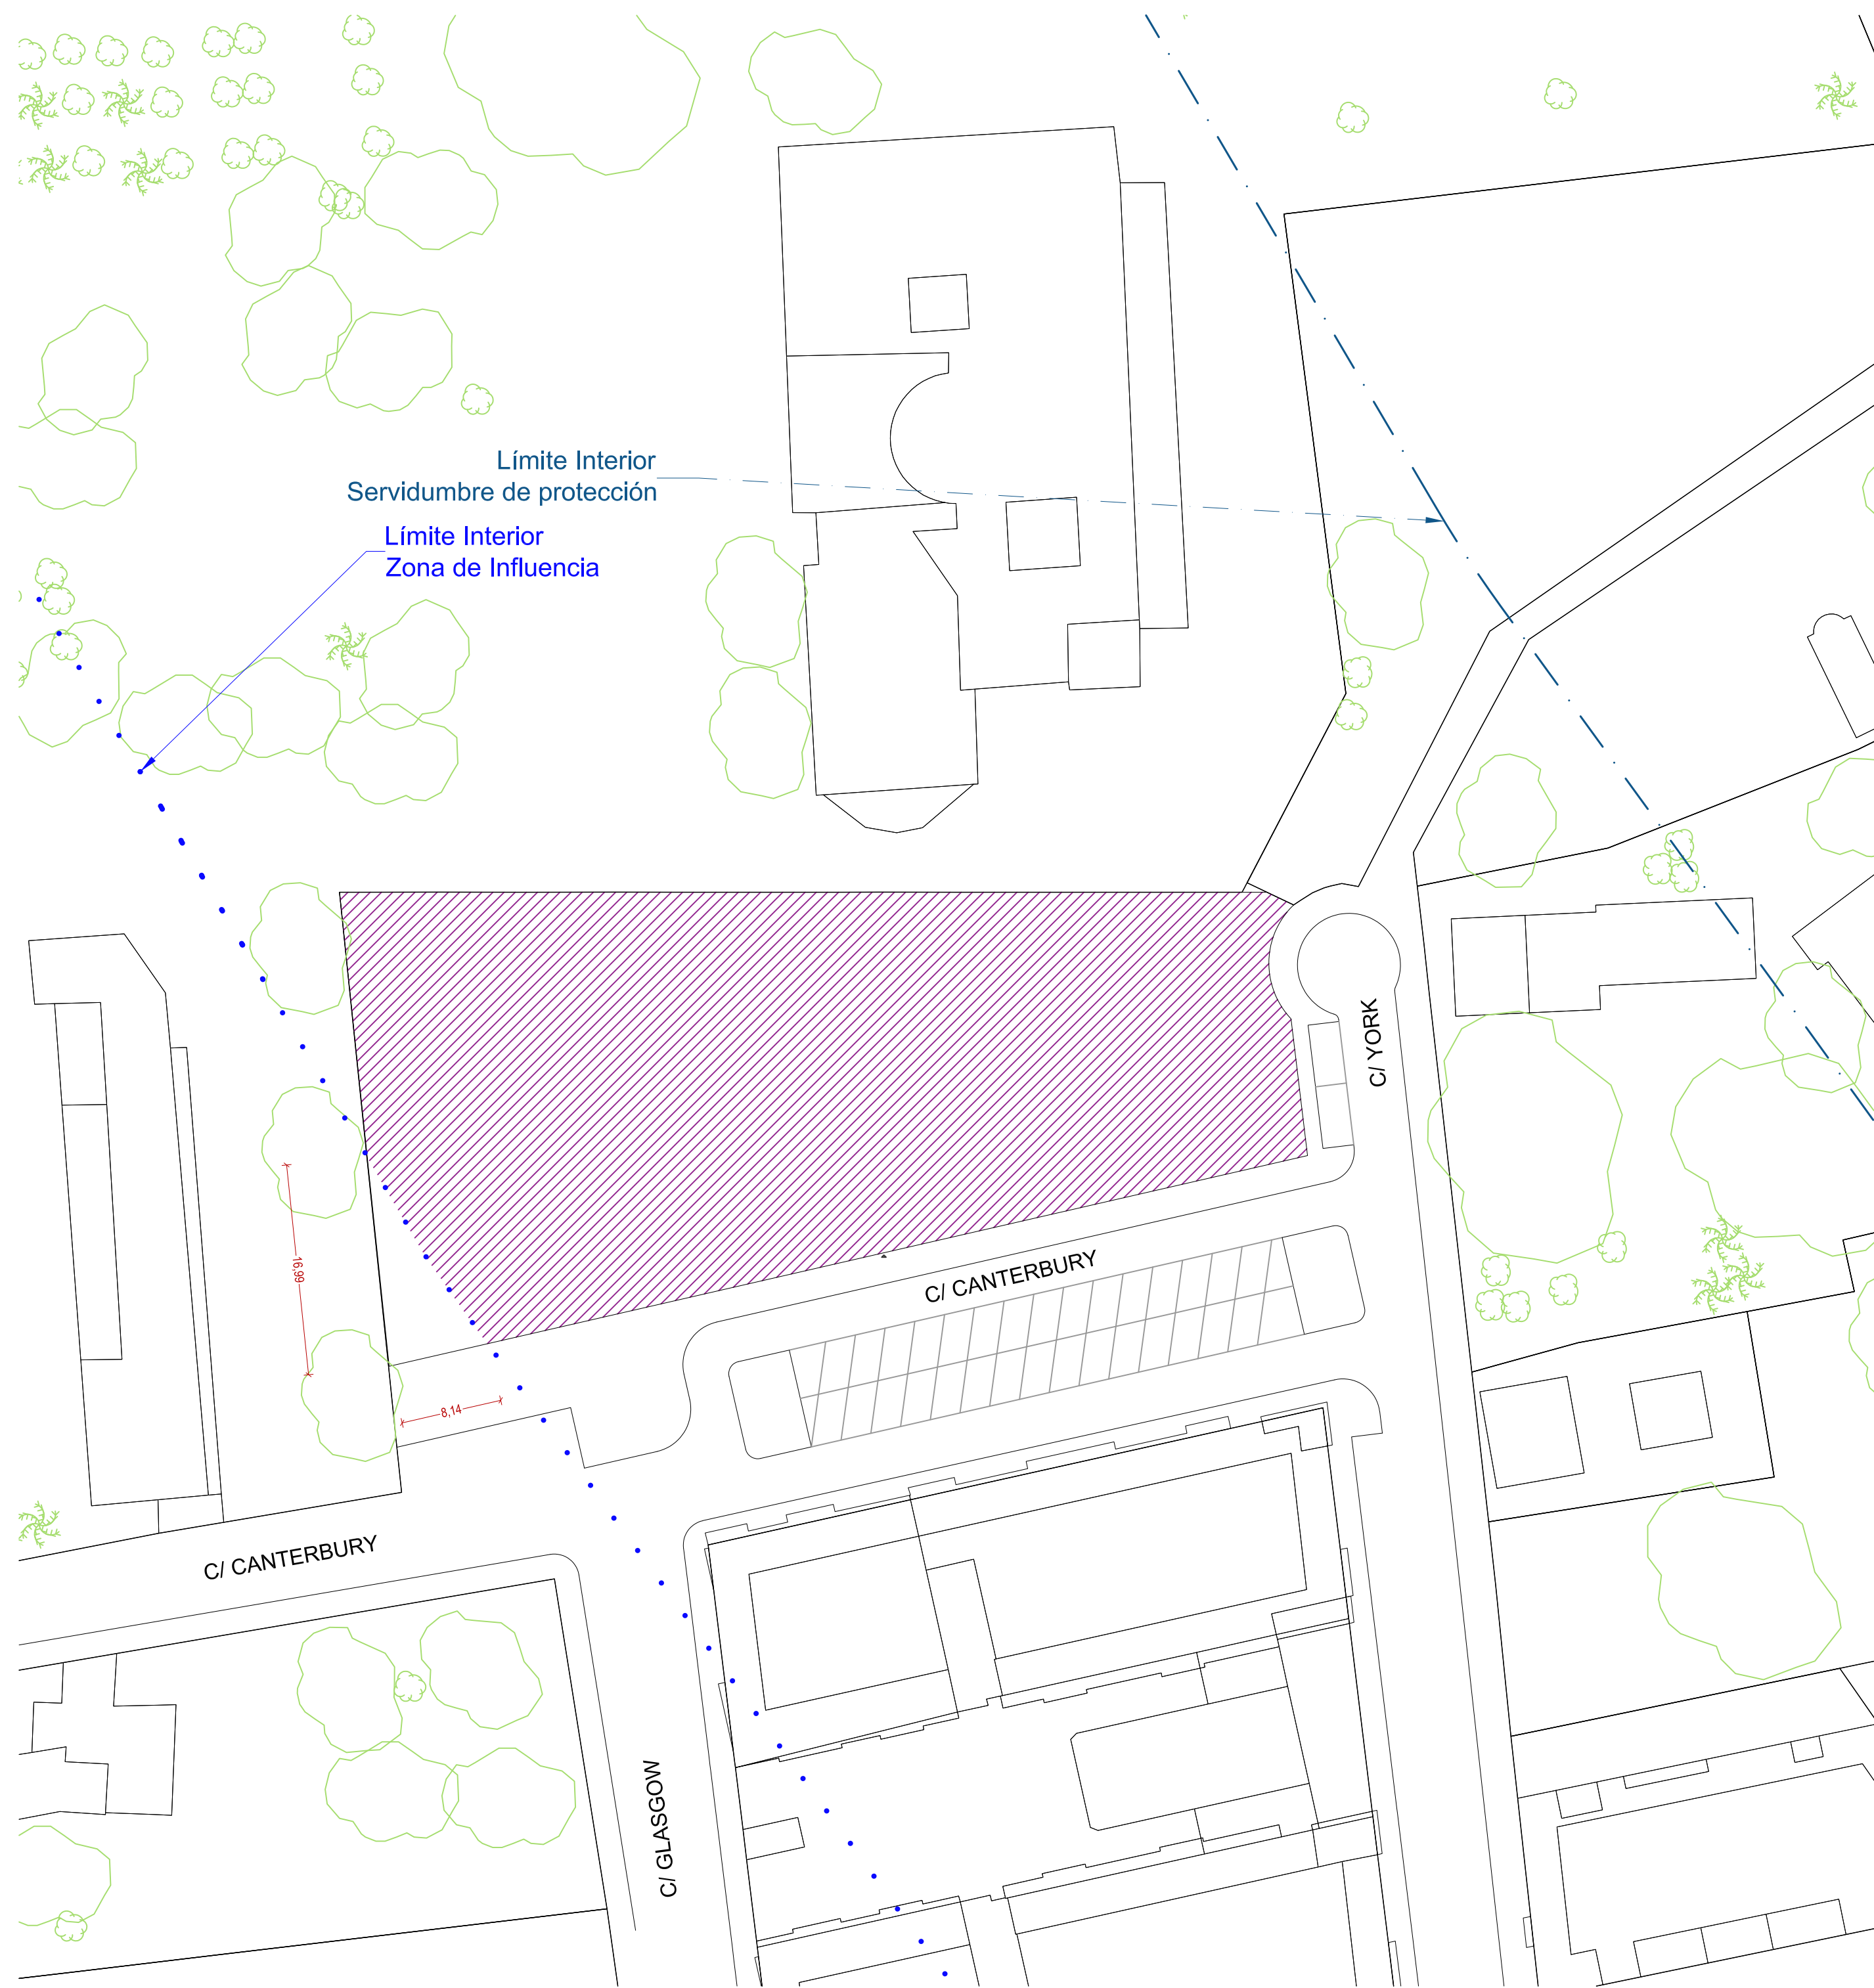 Límite Interior
Servidumbre de protección
Límite Interior
Zona de Influencia
C/ YORK
16,99
C/ CANTERBURY
8,14
C/ CANTERBURY
C/ GLASGOW